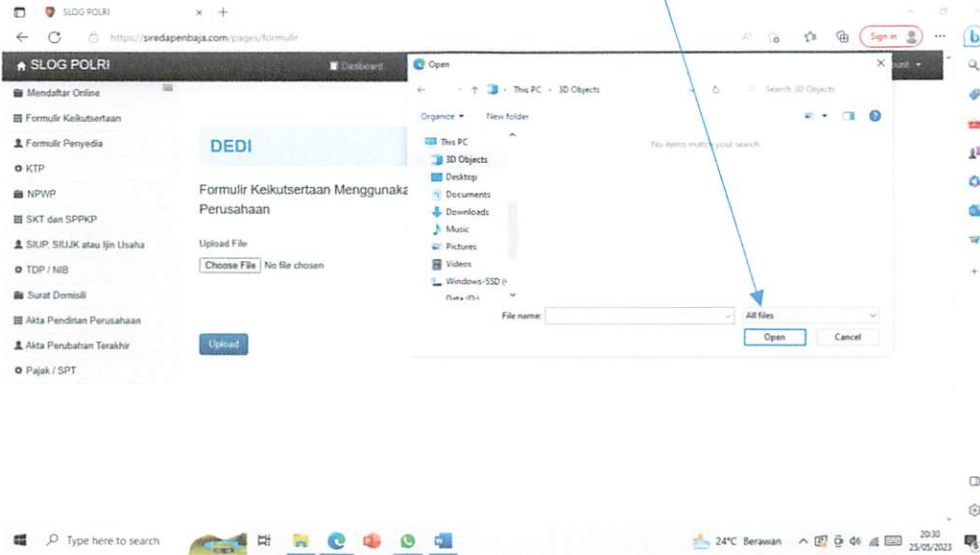 SLOG POLRI
https://siredapenbaja.com/pages/formulir
Sign in
SLOG POLRI
Dasboard
Mendaftar Online
Formulir Keikutsertaan
Formulir Penyedia
KTP
NPWP
SKT dan SPPKP
SIUP, SIUJK atau Ijin Usaha
TDP / NIB
Surat Domisili
Akta Pendirian Perusahaan
Akta Perubahan Terakhir
Pajak / SPT
DEDI
Formulir Keikutsertaan Menggunaka
Perusahaan
Upload File
Choose File No file chosen
Upload
Open
This PC
3D Objects
Search 3D Objects
Organize
New folder
This PC
3D Objects
Desktop
Documents
Downloads
Music
Pictures
Videos
Windows-SSD
Data (D:)
No items match your search.
File name:
All files
Open
Cancel
Type here to search
24°C Berawan
20:30
25/05/2023